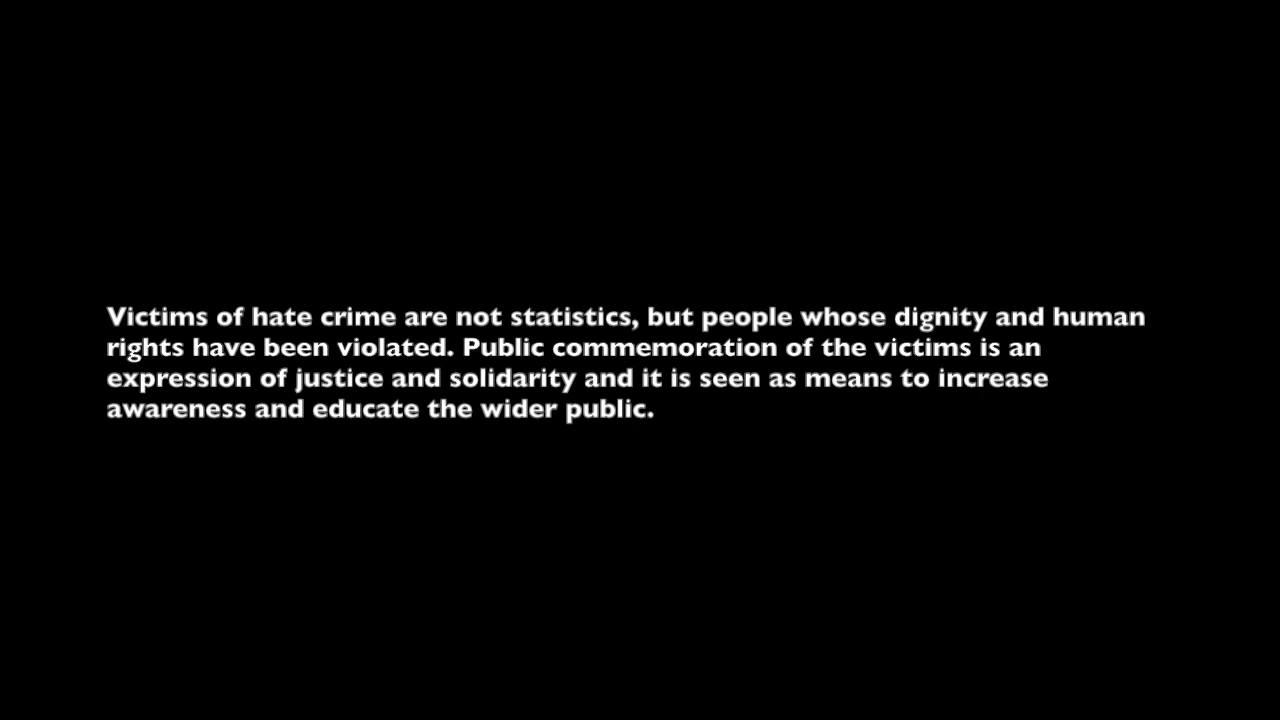 Victims of hate crime are not statistics, but people whose dignity and human
rights have been violated. Public commemoration of the victims is an
expression of justice and solidarity and it is seen as means to increase
awareness and educate the wider public.